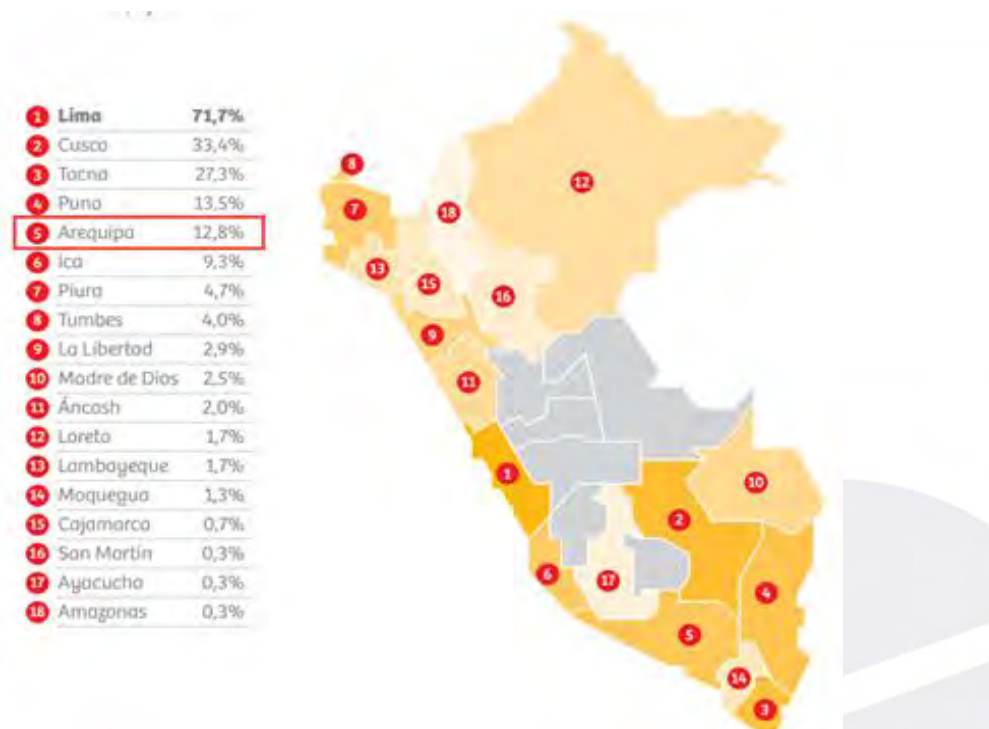 1 Lima 71,7%
2 Cusco 33,4%
3 Tacna 27,3%
4 Puno 13,5%
5 Arequipa 12,8%
6 Ica 9,3%
7 Piura 4,7%
8 Tumbes 4,0%
9 La Libertad 2,9%
10 Madre de Dios 2,5%
11 Áncash 2,0%
12 Loreto 1,7%
13 Lambayeque 1,7%
14 Moquegua 1,3%
15 Cajamarca 0,7%
16 San Martín 0,3%
17 Ayacucho 0,3%
18 Amazonas 0,3%
8
12
7
18
13
15
16
9
11
1
10
2
6
17
4
5
14
3